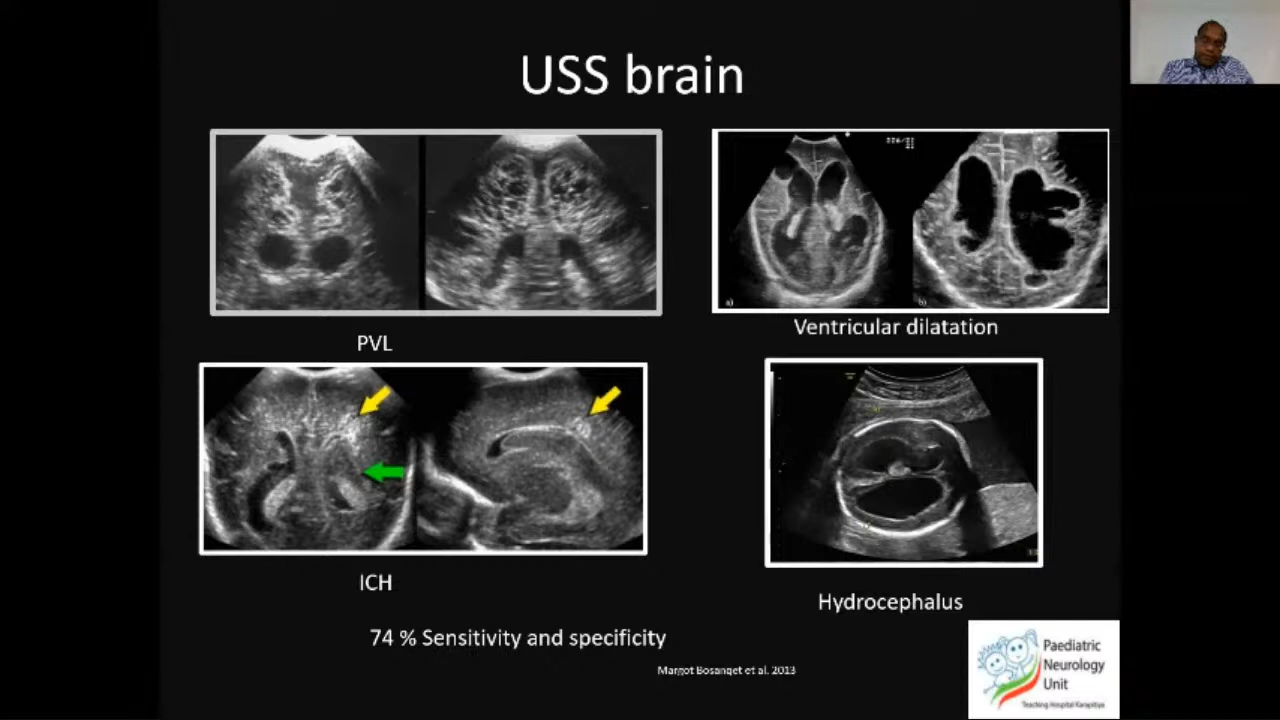 USS brain
PVL
a)
b)
Ventricular dilatation
ICH
Hydrocephalus
74 % Sensitivity and specificity
Margot Bosanqet et al. 2013
Paediatric
Neurology
Unit
Teaching Hospital Karapitiya